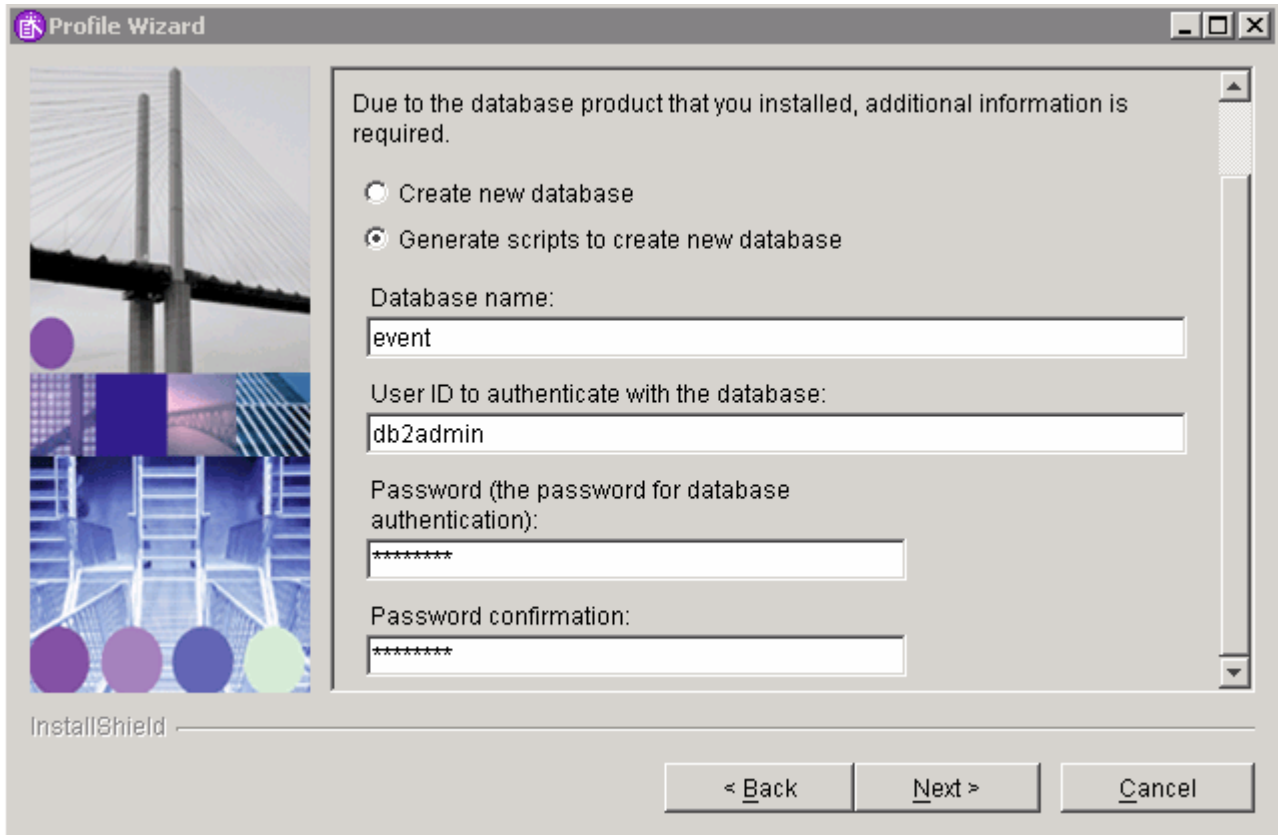 Profile Wizard
Due to the database product that you installed, additional information is
required.
Create new database
Generate scripts to create new database
Database name:
event
User ID to authenticate with the database:
db2admin
Password (the password for database
authentication):
********
Password confirmation:
********
InstallShield
< Back
Next >
Cancel